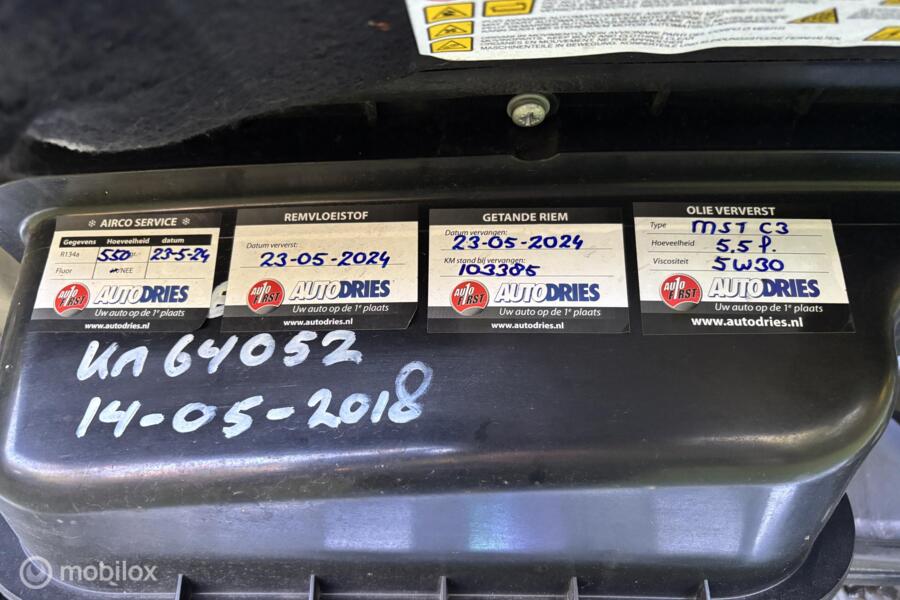 ❄ AIRCO SERVICE ❄
Gegevens Hoeveelheid datum
R134a 550 gr. 23-5-24
Fluor NEE
AUTO FIRST
AUTODRIES
Uw auto op de 1e plaats
www.autodries.nl
REMVLOEISTOF
Datum ververst:
23-05-2024
AUTO FIRST
AUTODRIES
Uw auto op de 1e plaats
www.autodries.nl
GETANDE RIEM
Datum vervangen:
23-05-2024
KM stand bij vervangen:
103386
AUTO FIRST
AUTODRIES
Uw auto op de 1e plaats
www.autodries.nl
OLIE VERVERST
Type MST C3
Hoeveelheid 5.5 l.
Viscositeit 5W30
AUTO FIRST
AUTODRIES
Uw auto op de 1e plaats
www.autodries.nl
Km 64052
14-05-2018
mobilox